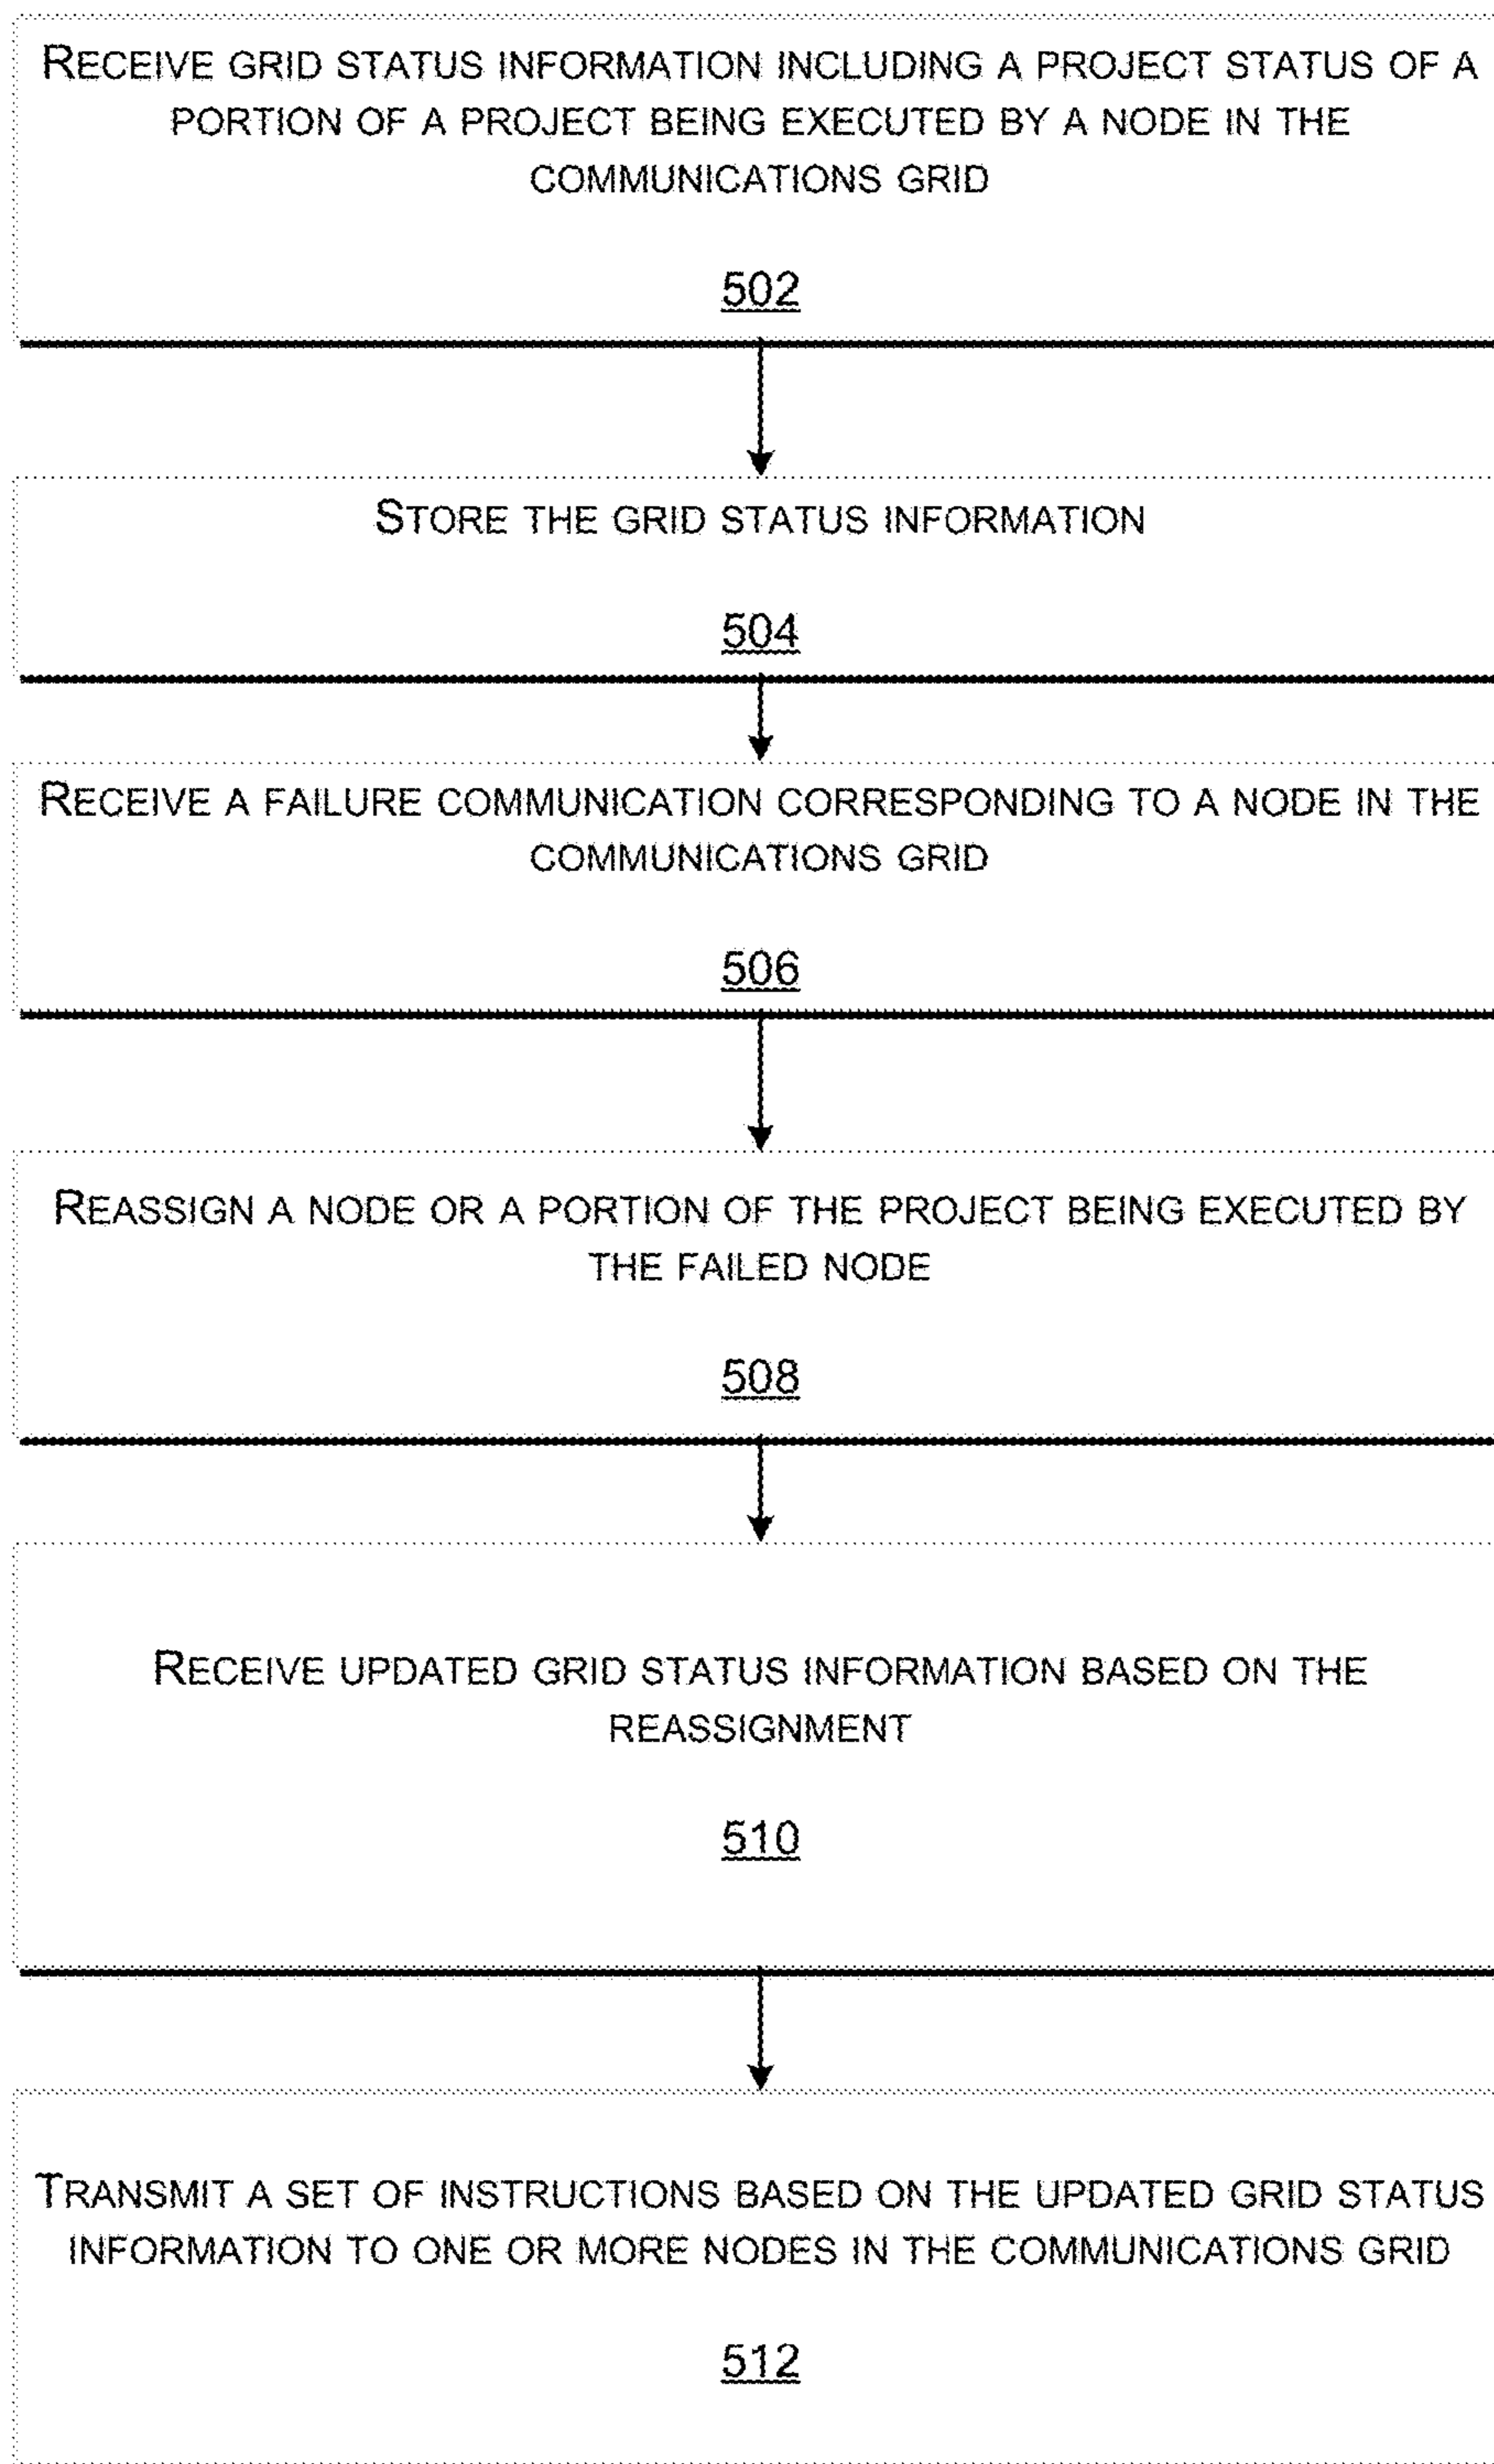 RECEIVE GRID STATUS INFORMATION INCLUDING A PROJECT STATUS OF A
PORTION OF A PROJECT BEING EXECUTED BY A NODE IN THE
COMMUNICATIONS GRID
502
STORE THE GRID STATUS INFORMATION
504
RECEIVE A FAILURE COMMUNICATION CORRESPONDING TO A NODE IN THE
COMMUNICATIONS GRID
506
REASSIGN A NODE OR A PORTION OF THE PROJECT BEING EXECUTED BY
THE FAILED NODE
508
RECEIVE UPDATED GRID STATUS INFORMATION BASED ON THE
REASSIGNMENT
510
TRANSMIT A SET OF INSTRUCTIONS BASED ON THE UPDATED GRID STATUS
INFORMATION TO ONE OR MORE NODES IN THE COMMUNICATIONS GRID
512